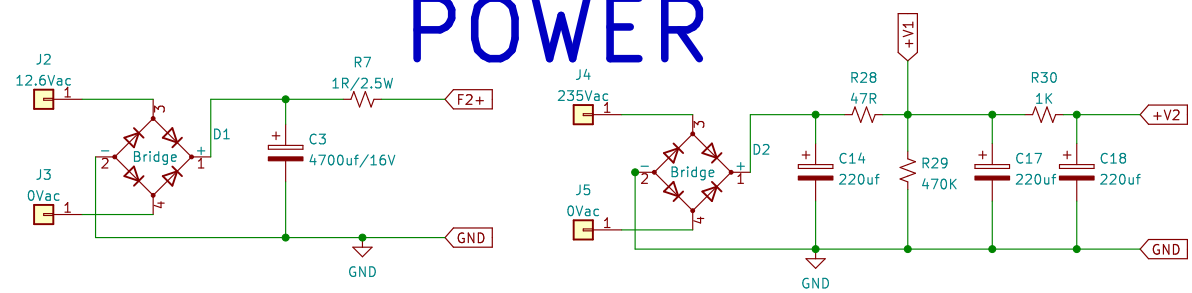 POWER
J2
12.6Vac
1
J3
0Vac
1
3
4
-
2
Bridge
+
1
D1
+
C3
4700uf/16V
R7
1R/2.5W
F2+
GND
GND
J4
235Vac
1
J5
0Vac
1
3
4
-
2
Bridge
+
1
D2
+
C14
220uf
R28
47R
+V1
R29
470K
+
C17
220uf
R30
1K
+
C18
220uf
+V2
GND
GND